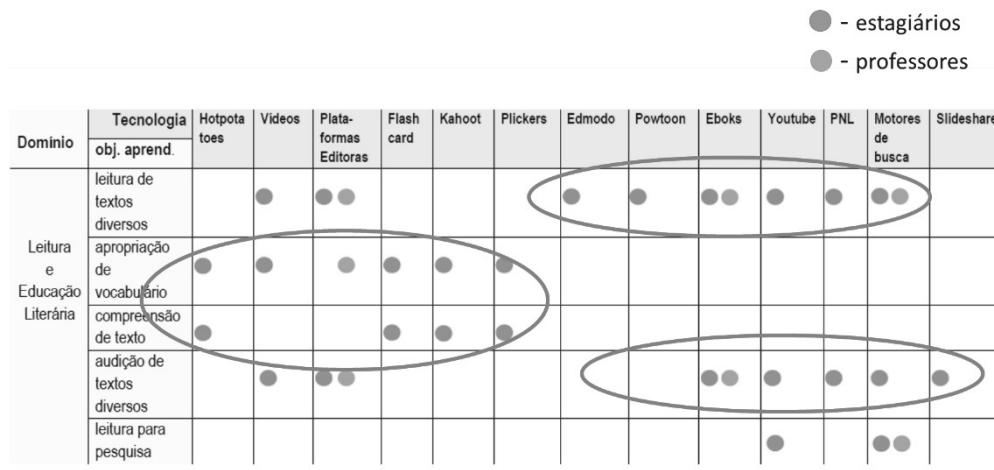 - estagiários
- professores
Domínio
Tecnologia
obj. aprend.
Hotpota
toes
Videos
Plata-
formas
Editoras
Flash
card
Kahoot
Plickers
Edmodo
Powtoon
Eboks
Youtube
PNL
Motores
de
busca
Slideshare
Leitura
e
Educação
Literária
leitura de
textos
diversos
apropriação
de
vocabulário
compreensão
de texto
audição de
textos
diversos
leitura para
pesquisa